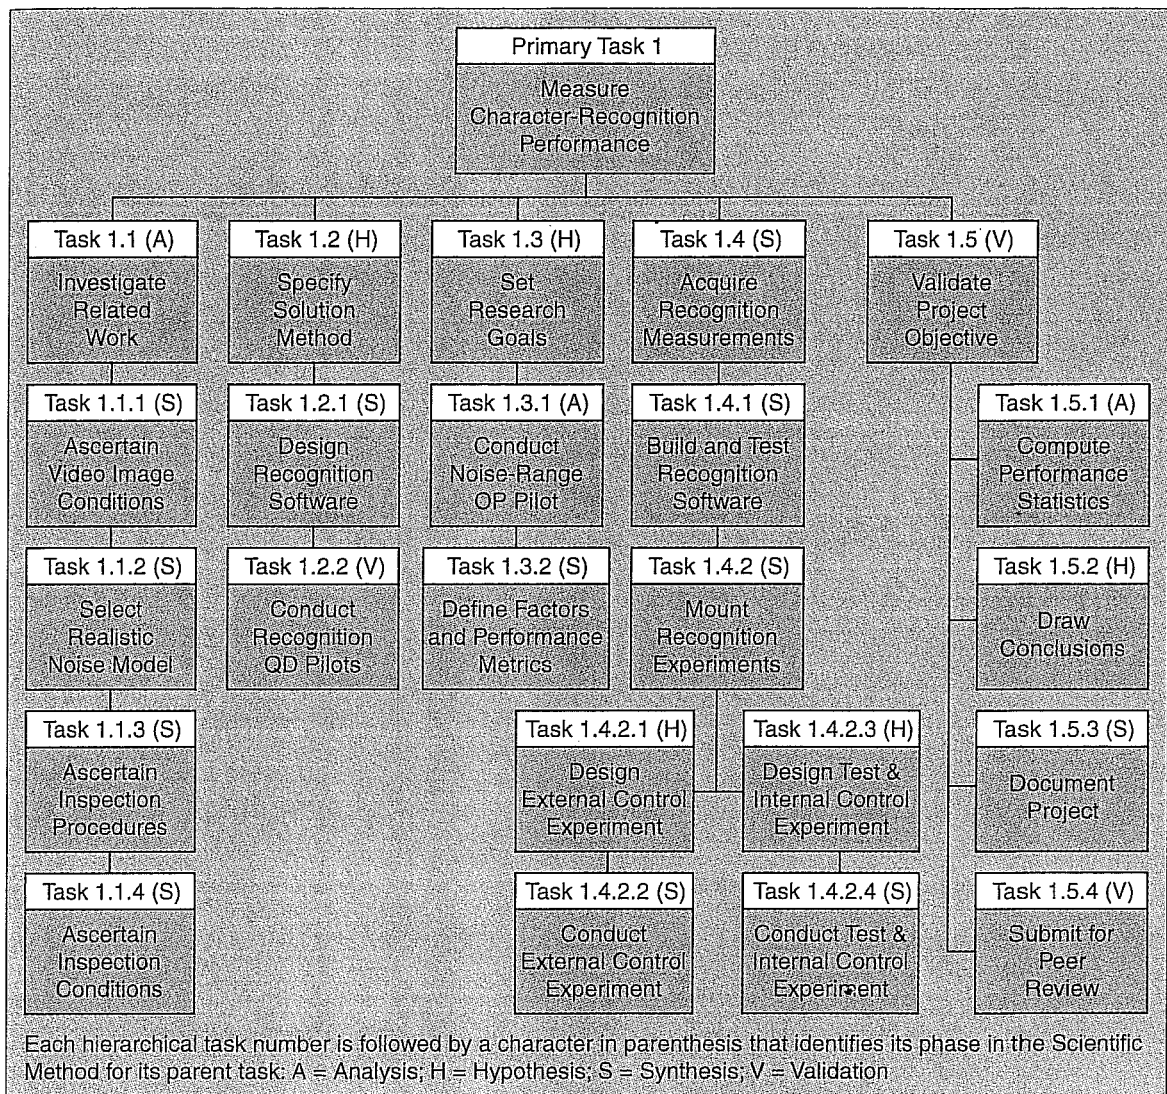 Primary Task 1
Measure
Character-Recognition
Performance
Task 1.1 (A)
Investigate
Related
Work
Task 1.2 (H)
Specify
Solution
Method
Task 1.3 (H)
Set
Research
Goals
Task 1.4 (S)
Acquire
Recognition
Measurements
Task 1.5 (V)
Validate
Project
Objective
Task 1.1.1 (S)
Ascertain
Video Image
Conditions
Task 1.2.1 (S)
Design
Recognition
Software
Task 1.3.1 (A)
Conduct
Noise-Range
OP Pilot
Task 1.4.1 (S)
Build and Test
Recognition
Software
Task 1.5.1 (A)
Compute
Performance
Statistics
Task 1.1.2 (S)
Select
Realistic
Noise Model
Task 1.2.2 (V)
Conduct
Recognition
QD Pilots
Task 1.3.2 (S)
Define Factors
and Performance
Metrics
Task 1.4.2 (S)
Mount
Recognition
Experiments
Task 1.5.2 (H)
Draw
Conclusions
Task 1.1.3 (S)
Ascertain
Inspection
Procedures
Task 1.4.2.1 (H)
Design
External Control
Experiment
Task 1.4.2.3 (H)
Design Test &
Internal Control
Experiment
Task 1.5.3 (S)
Document
Project
Task 1.1.4 (S)
Ascertain
Inspection
Conditions
Task 1.4.2.2 (S)
Conduct
External Control
Experiment
Task 1.4.2.4 (S)
Conduct Test &
Internal Control
Experiment
Task 1.5.4 (V)
Submit for
Peer
Review
Each hierarchical task number is followed by a character in parenthesis that identifies its phase in the Scientific
Method for its parent task: A = Analysis; H = Hypothesis; S = Synthesis; V = Validation